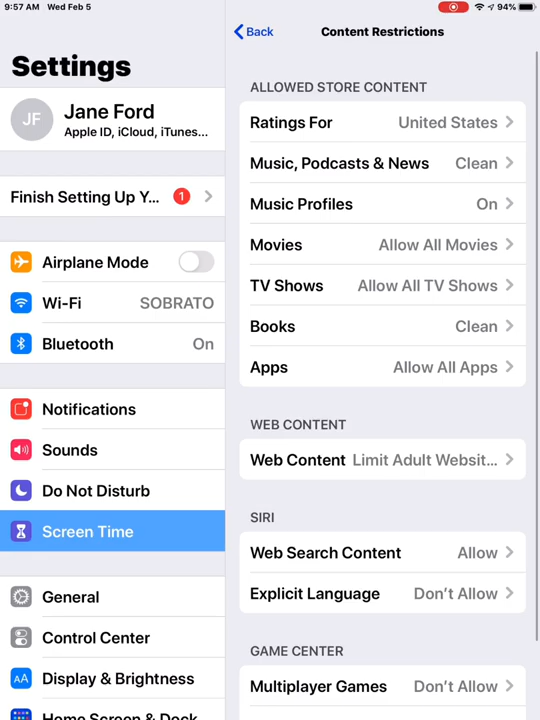 9:57 AM Wed Feb 5
94%
Settings
JF
Jane Ford
Apple ID, iCloud, iTunes...
Finish Setting Up Y... 1
Airplane Mode
Wi-Fi SOBRATO
Bluetooth On
Notifications
Sounds
Do Not Disturb
Screen Time
General
Control Center
AA Display & Brightness
Home Screen & Dock
Back Content Restrictions
ALLOWED STORE CONTENT
Ratings For United States
Music, Podcasts & News Clean
Music Profiles On
Movies Allow All Movies
TV Shows Allow All TV Shows
Books Clean
Apps Allow All Apps
WEB CONTENT
Web Content Limit Adult Websit...
SIRI
Web Search Content Allow
Explicit Language Don't Allow
GAME CENTER
Multiplayer Games Don't Allow